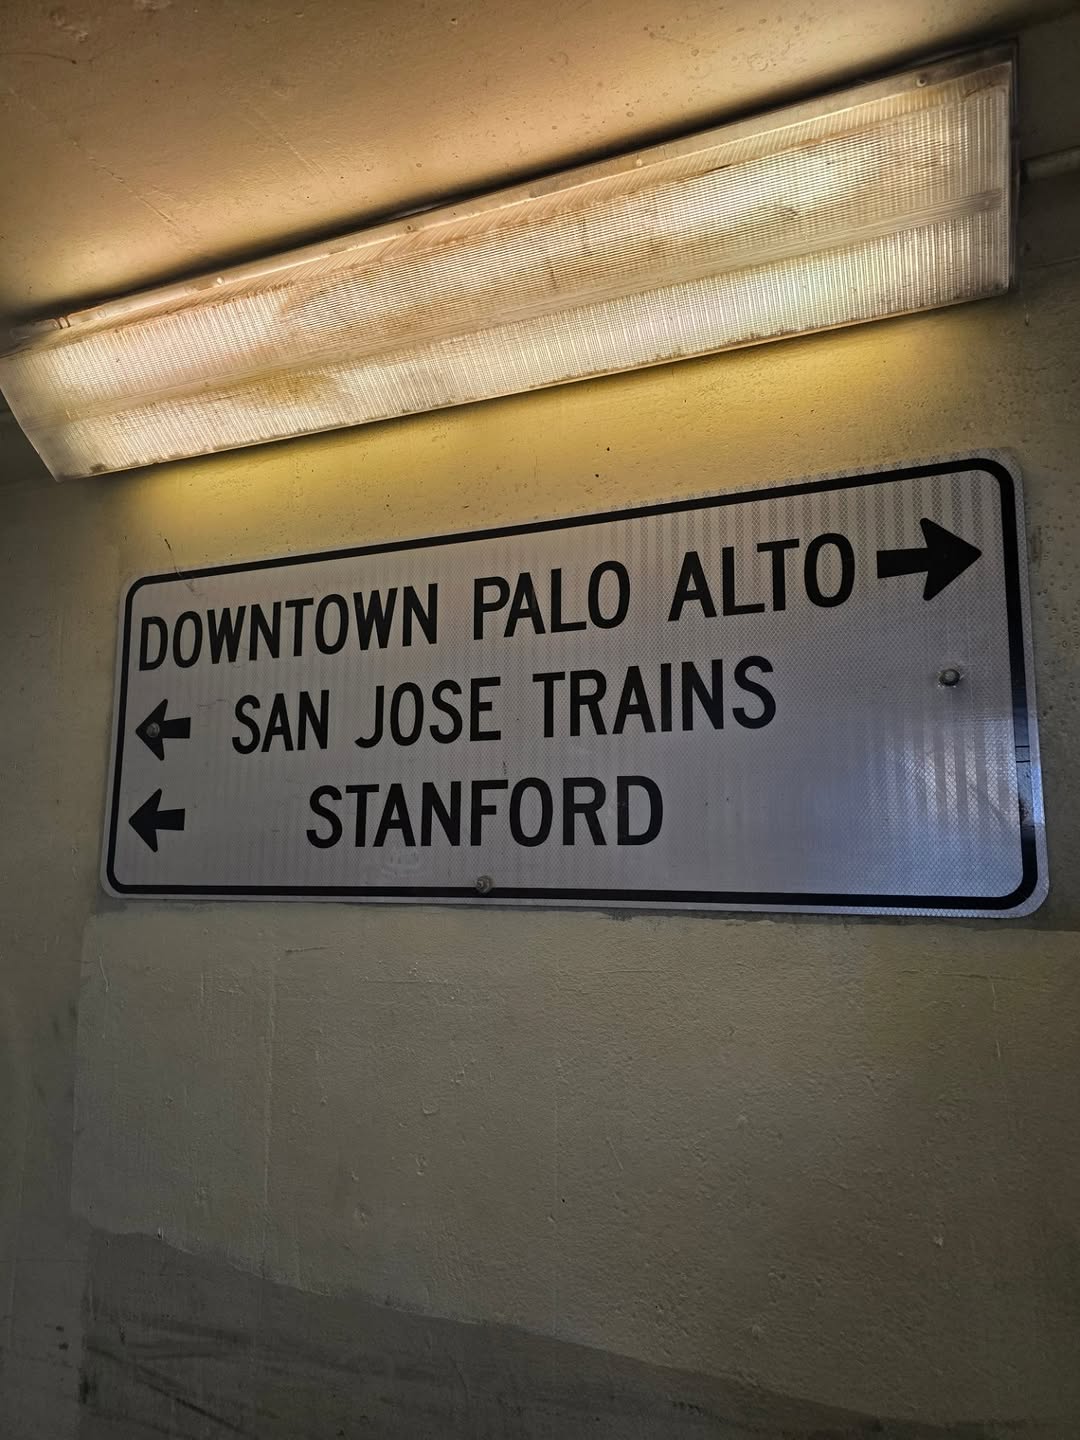 DOWNTOWN PALO ALTO →
← SAN JOSE TRAINS
← STANFORD